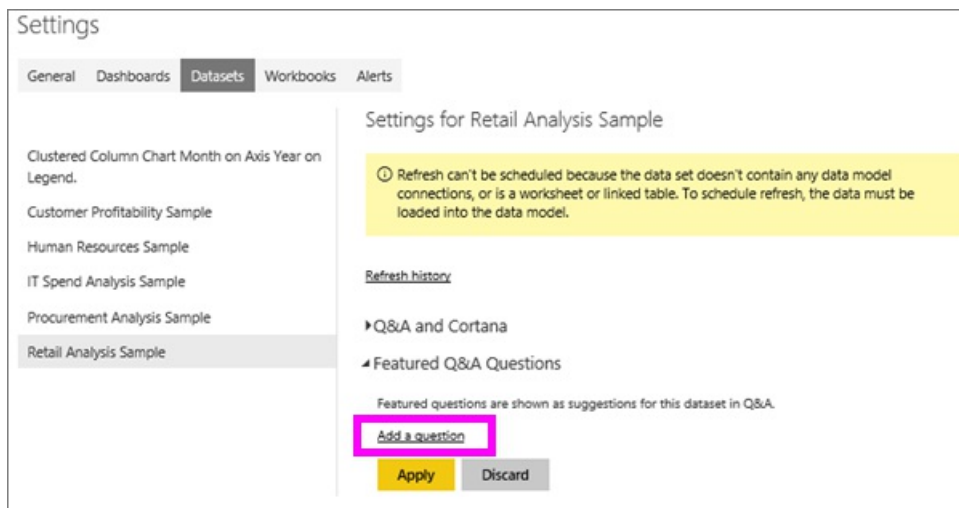 Settings
General Dashboards Datasets Workbooks Alerts
Clustered Column Chart Month on Axis Year on
Legend.
Customer Profitability Sample
Human Resources Sample
IT Spend Analysis Sample
Procurement Analysis Sample
Retail Analysis Sample
Settings for Retail Analysis Sample
Refresh can't be scheduled because the data set doesn't contain any data model
connections, or is a worksheet or linked table. To schedule refresh, the data must be
loaded into the data model.
Refresh history
Q&A and Cortana
Featured Q&A Questions
Featured questions are shown as suggestions for this dataset in Q&A.
Add a question
Apply Discard